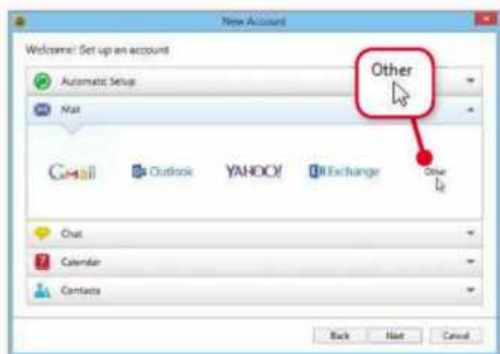 New Account
Welcome! Set up an account
Automatic Setup
Other
Mail
Gmail
Outlook
YAHOO!
Exchange
Other
Chat
Calendar
Contacts
Back
Next
Cancel